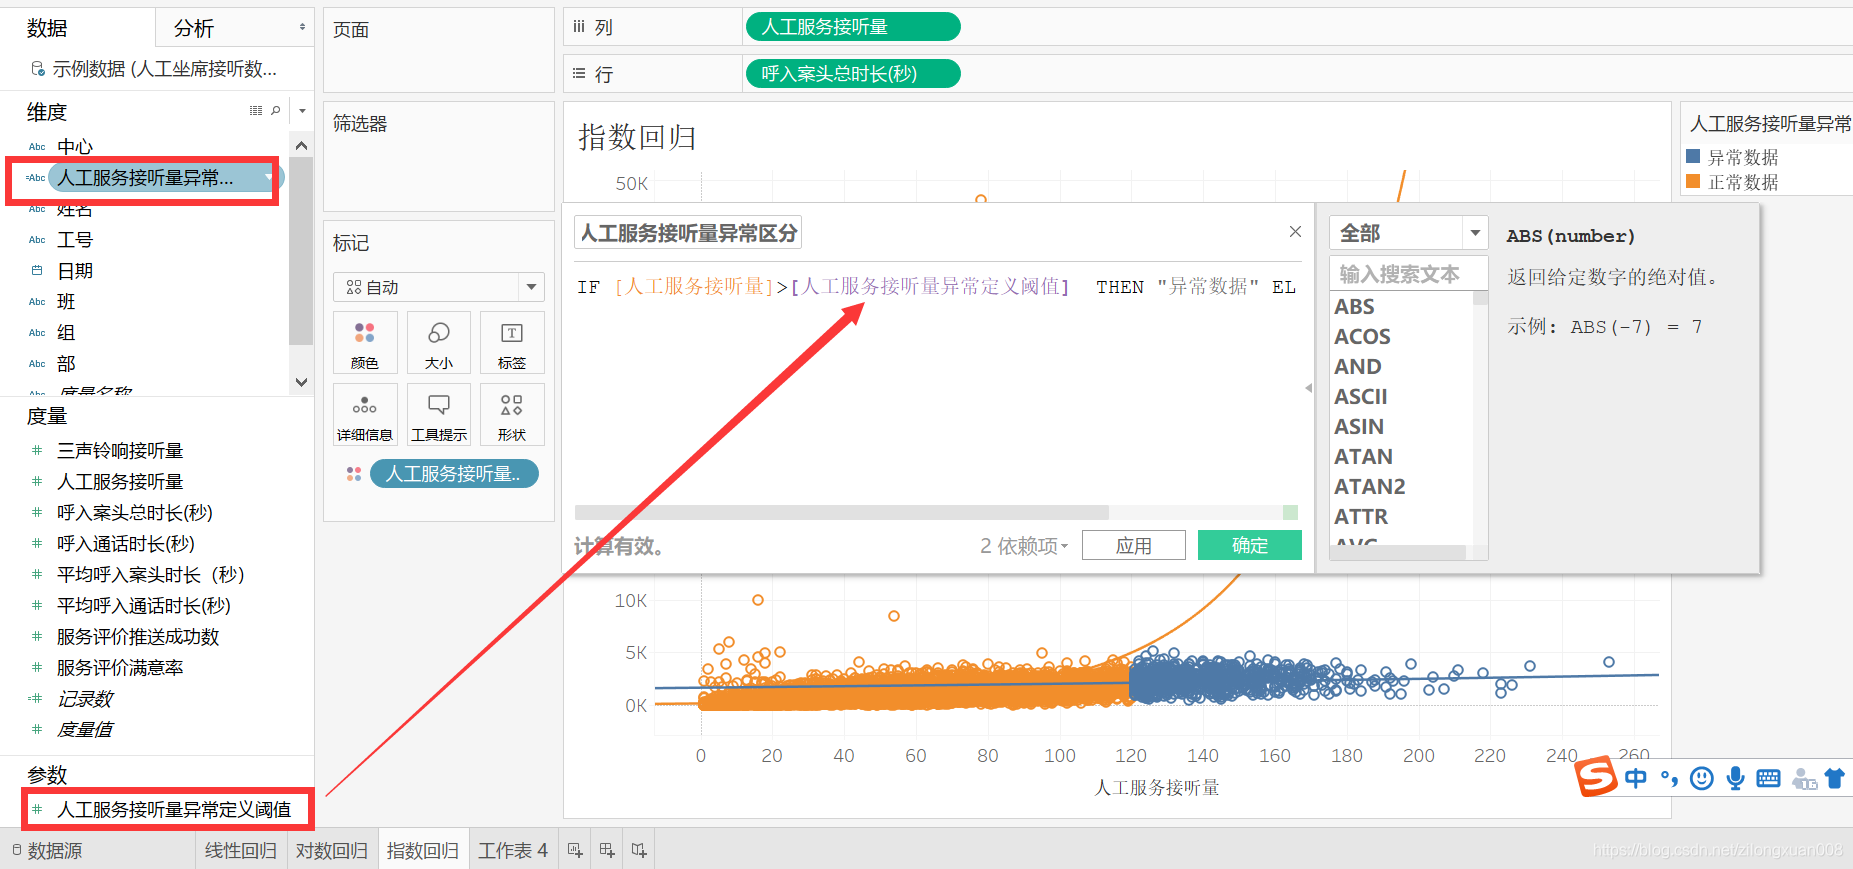 数据
分析
示例数据 (人工坐席接听数...
维度
Abc 中心
=Abc 人工服务接听量异常...
Abc 姓名
Abc 工号
日期
Abc 班
Abc 组
Abc 部
Abc 度量名称
度量
# 三声铃响接听量
# 人工服务接听量
# 呼入案头总时长(秒)
# 呼入通话时长(秒)
# 平均呼入案头时长（秒）
# 平均呼入通话时长(秒)
# 服务评价推送成功数
# 服务评价满意率
=# 记录数
# 度量值
参数
# 人工服务接听量异常定义阈值
页面
筛选器
标记
自动
颜色
大小
标签
详细信息
工具提示
形状
人工服务接听量..
列
人工服务接听量
行
呼入案头总时长(秒)
指数回归
50K
人工服务接听量异常
异常数据
正常数据
人工服务接听量异常区分
IF [人工服务接听量]>[人工服务接听量异常定义阈值] THEN "异常数据" EL
计算有效。
2 依赖项
应用
确定
全部
输入搜索文本
ABS
ACOS
AND
ASCII
ASIN
ATAN
ATAN2
ATTR
AVG
ABS(number)
返回给定数字的绝对值。
示例: ABS(-7) = 7
10K
5K
0K
0 20 40 60 80 100 120 140 160 180 200 220 240 260
人工服务接听量
中
数据源
线性回归
对数回归
指数回归
工作表 4
https://blog.csdn.net/zilongxuan008